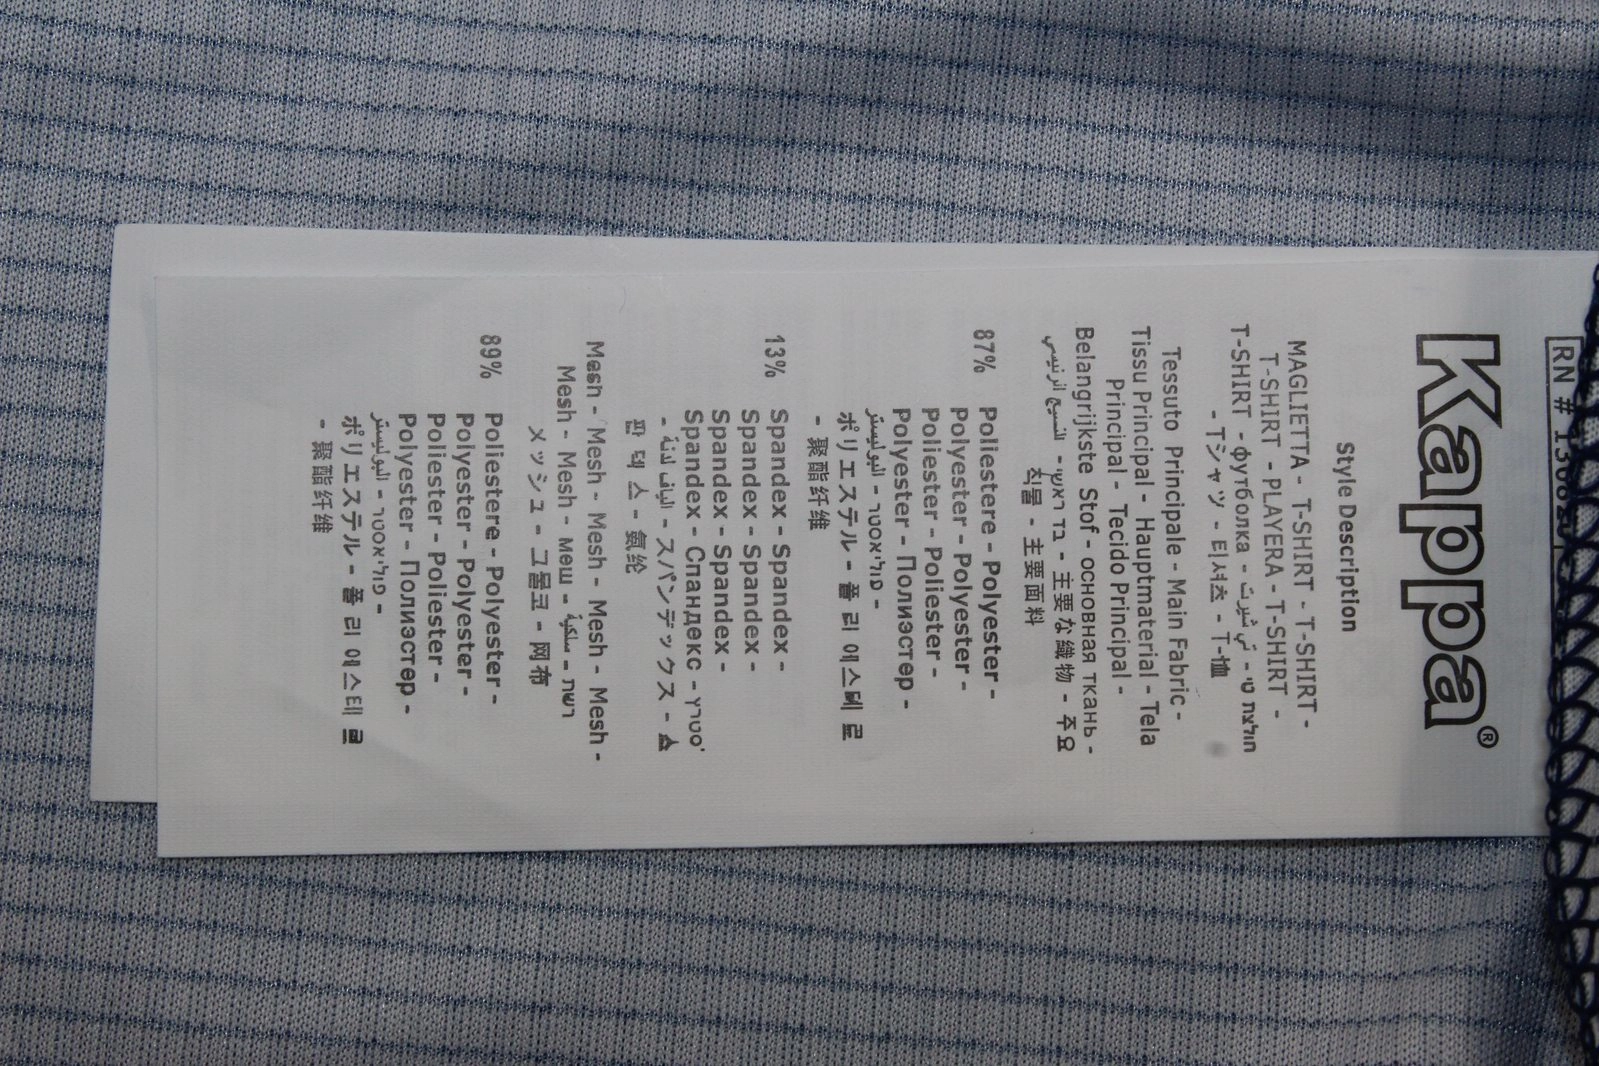 RN # 130820
Kappa®
Style Description
MAGLIETTA - T-SHIRT - T-SHIRT -
T-SHIRT - PLAYERA - T-SHIRT -
T-SHIRT - футболка - تي شيرت - חולצת טי
- Tシャツ - 티셔츠 - T-恤
Tessuto Principale - Main Fabric -
Tissu Principal - Hauptmaterial - Tela
Principal - Tecido Principal -
Belangrijkste Stof - основная ткань -
النسيج الرئيسي - בד ראשי - 主要な織物 - 주요
직물 - 主要面料
87% Poliestere - Polyester -
Polyester - Polyester -
Poliester - Poliester -
Polyester - Полиэстер -
البوليستر - פוליאסטר -
ポリエステル - 폴리에스테르
- 聚酯纤维
13% Spandex - Spandex -
Spandex - Spandex -
Spandex - Spandex -
Spandex - Спандекс - סטרץ'
- الياف لدنة - スパンデックス - 스
판덱스 - 氨纶
Mesh - Mesh - Mesh - Mesh - Mesh -
Mesh - Mesh - меш - سلكية - רשת
メッシュ - 그물코 - 网布
89% Poliestere - Polyester -
Polyester - Polyester -
Poliester - Poliester -
Polyester - Полиэстер -
البوليستر - פוליאסטר -
ポリエステル - 폴리에스테르
- 聚酯纤维